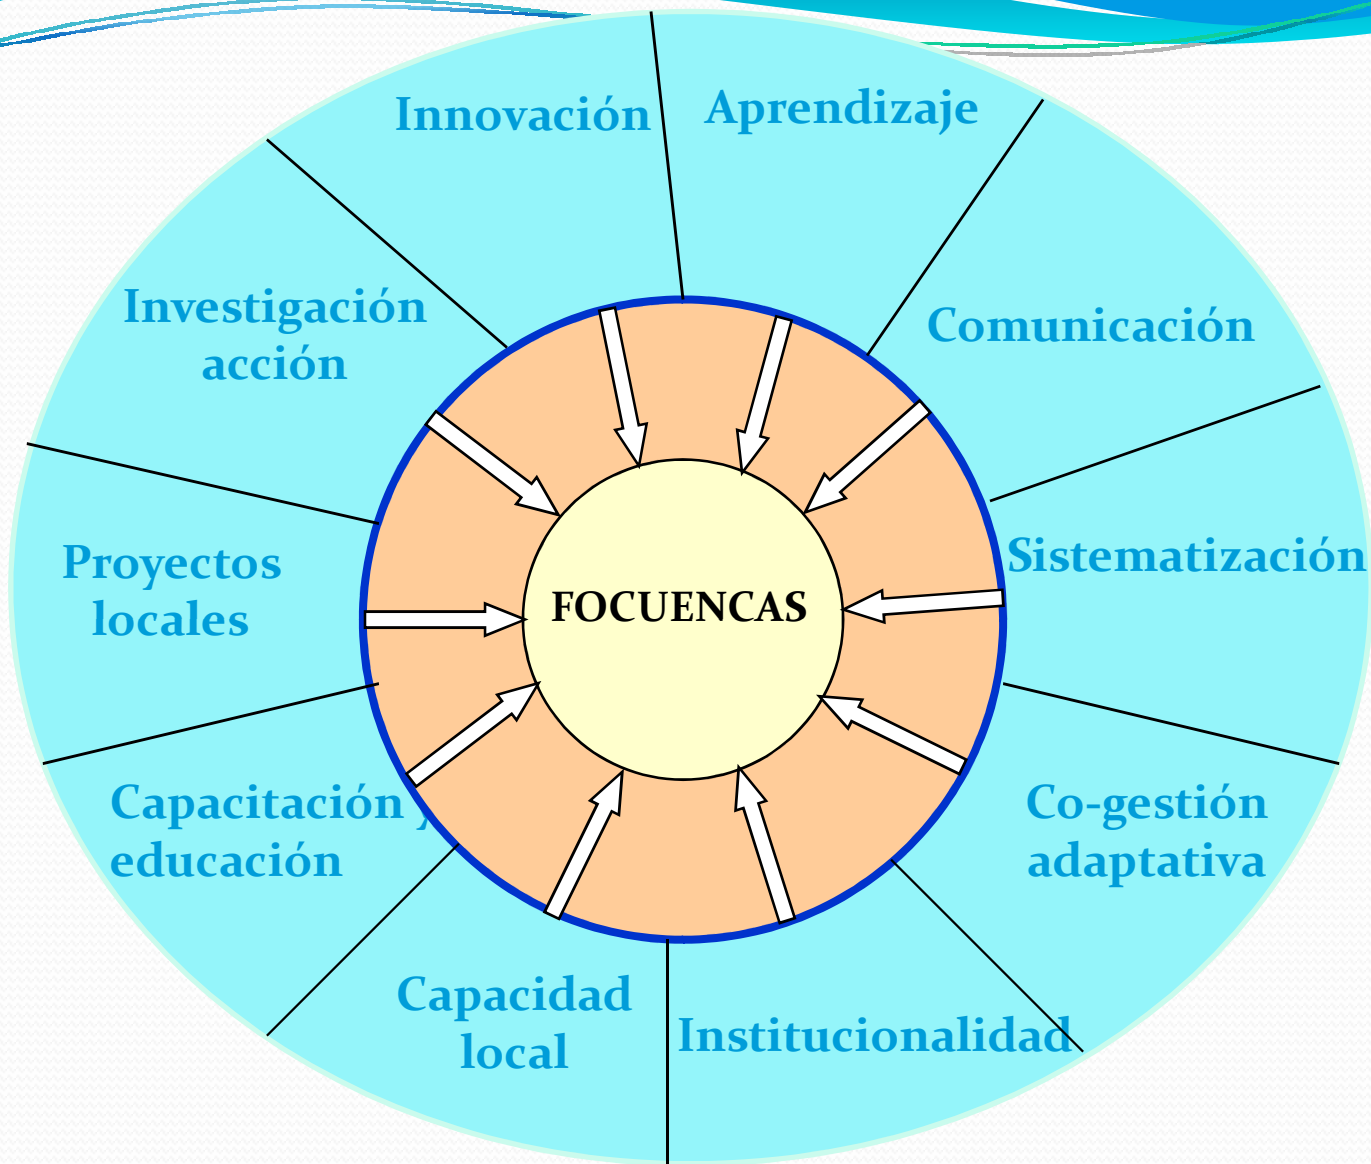 Innovación
Aprendizaje
Comunicación
Sistematización
Co-gestión
adaptativa
Institucionalidad
Capacidad
local
Capacitación y
educación
Proyectos
locales
Investigación
acción
FOCUENCAS